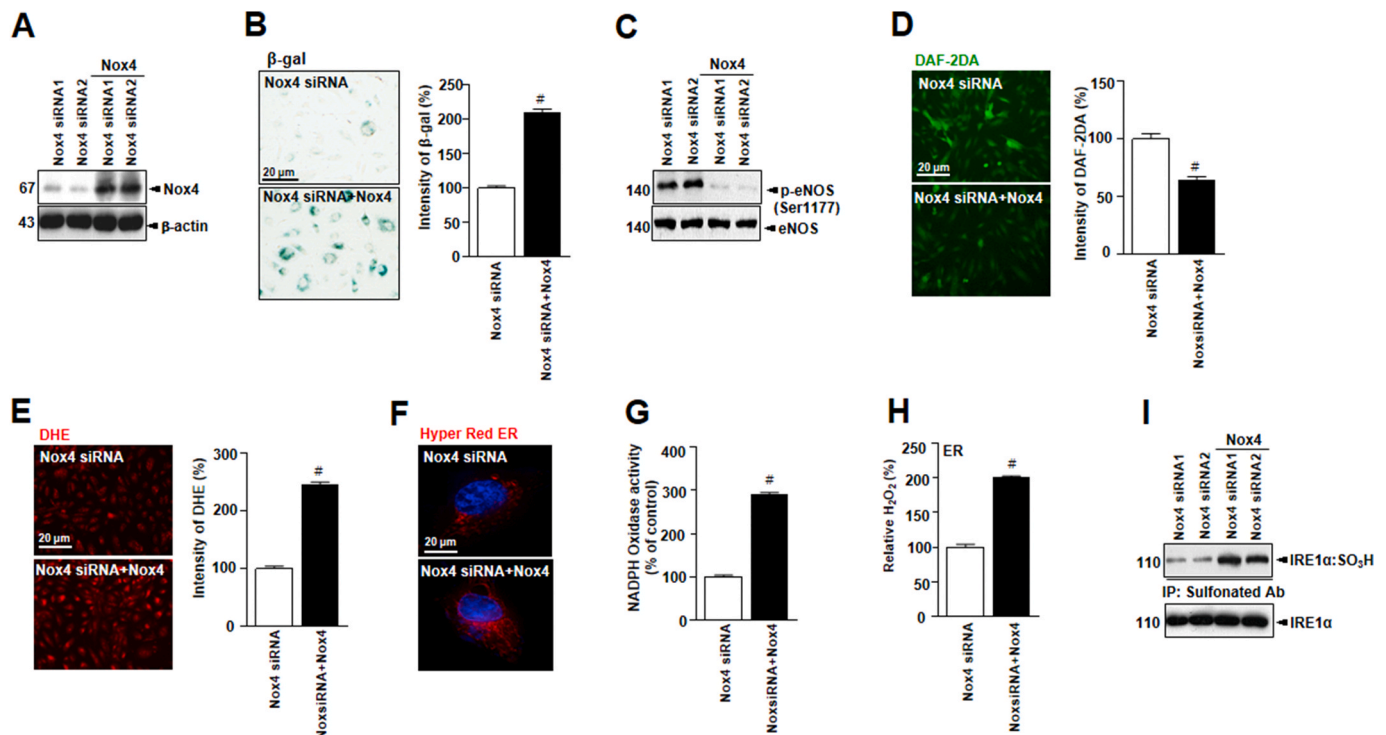 A
Nox4
Nox4 siRNA1
Nox4 siRNA2
Nox4 siRNA1
Nox4 siRNA2
67
Nox4
43
β-actin
B
β-gal
Nox4 siRNA
20 μm
Nox4 siRNA+Nox4
Intensity of β-gal (%)
250
200
150
100
50
0
#
Nox4 siRNA
Nox4 siRNA+Nox4
C
Nox4
Nox4 siRNA1
Nox4 siRNA2
Nox4 siRNA1
Nox4 siRNA2
140
p-eNOS
(Ser1177)
140
eNOS
D
DAF-2DA
Nox4 siRNA
20 μm
Nox4 siRNA+Nox4
Intensity of DAF-2DA (%)
150
100
50
0
#
Nox4 siRNA
NoxsiRNA+Nox4
E
DHE
Nox4 siRNA
20 μm
Nox4 siRNA+Nox4
Intensity of DHE (%)
300
200
100
0
#
Nox4 siRNA
NoxsiRNA+Nox4
F
Hyper Red ER
Nox4 siRNA
20 μm
Nox4 siRNA+Nox4
G
NADPH Oxidase activity
(% of control)
400
300
200
100
0
#
Nox4 siRNA
NoxsiRNA+Nox4
H
ER
Relative H₂O₂ (%)
250
200
150
100
50
0
#
Nox4 siRNA
NoxsiRNA+Nox4
I
Nox4
Nox4 siRNA1
Nox4 siRNA2
Nox4 siRNA1
Nox4 siRNA2
110
IRE1α:SO₃H
IP: Sulfonated Ab
110
IRE1α